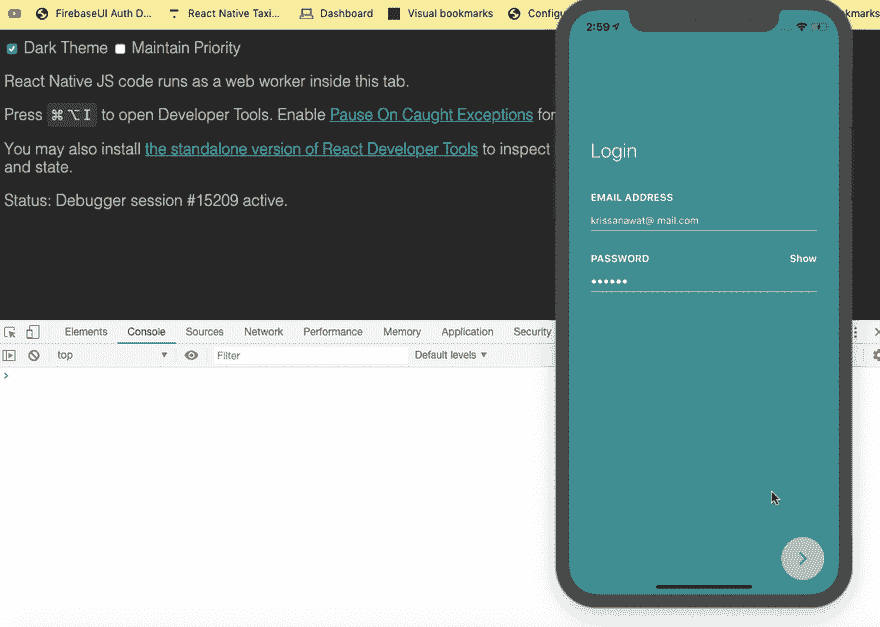 FirebaseUI Auth D... React Native Taxi... Dashboard Visual bookmarks
Dark Theme Maintain Priority
React Native JS code runs as a web worker inside this tab.
Press ⌘⌥I to open Developer Tools. Enable Pause On Caught Exceptions for
You may also install the standalone version of React Developer Tools to inspect
and state.
Status: Debugger session #15209 active.
Elements Console Sources Network Performance Memory Application Security
top Filter Default levels ▼
2:59
Login
EMAIL ADDRESS
krissanawat@ mail.com
PASSWORD Show
••••••